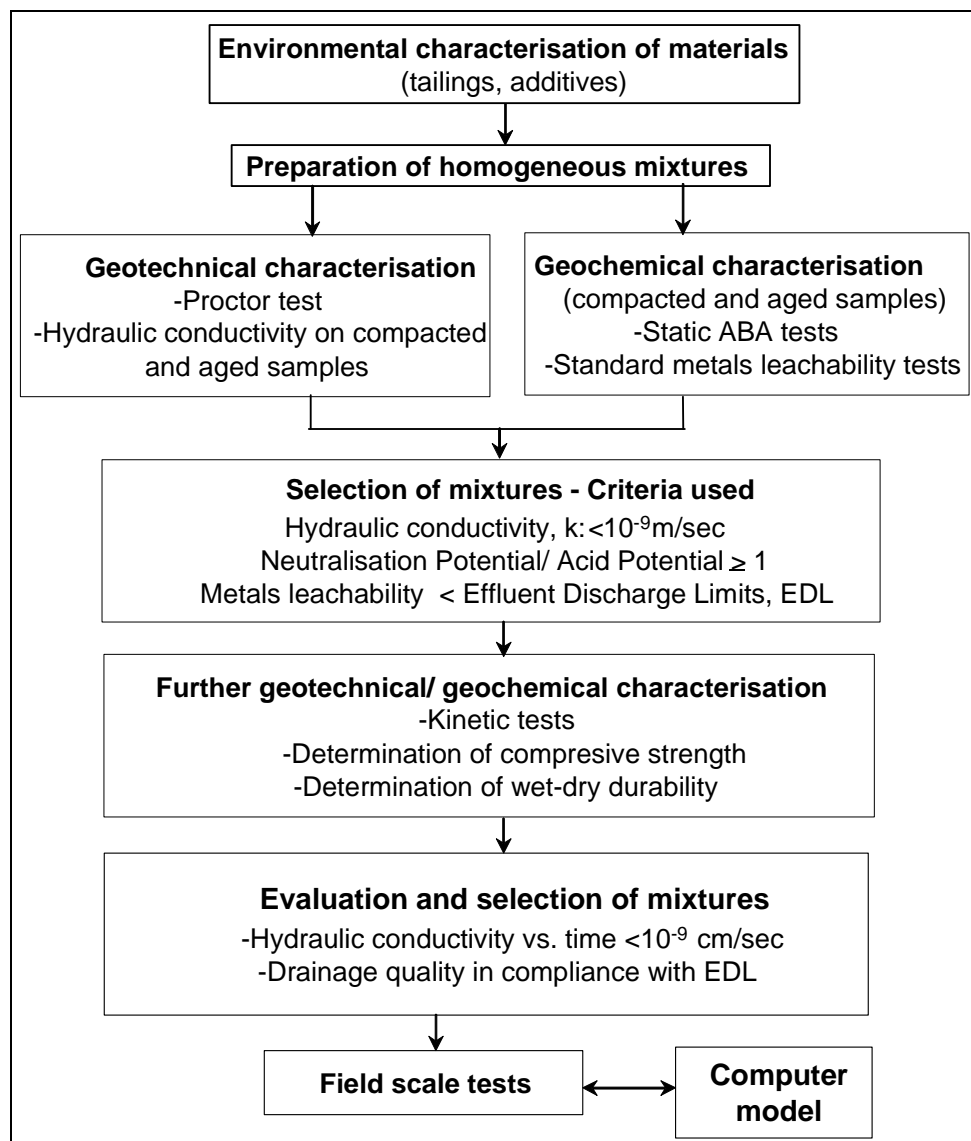 Environmental characterisation of materials
(tailings, additives)
Preparation of homogeneous mixtures
Geotechnical characterisation
-Proctor test
-Hydraulic conductivity on compacted
and aged samples
Geochemical characterisation
(compacted and aged samples)
-Static ABA tests
-Standard metals leachability tests
Selection of mixtures - Criteria used
Hydraulic conductivity, k: <10⁻⁹m/sec
Neutralisation Potential/ Acid Potential ≥ 1
Metals leachability < Effluent Discharge Limits, EDL
Further geotechnical/ geochemical characterisation
-Kinetic tests
-Determination of compresive strength
-Determination of wet-dry durability
Evaluation and selection of mixtures
-Hydraulic conductivity vs. time <10⁻⁹ cm/sec
-Drainage quality in compliance with EDL
Field scale tests
Computer
model